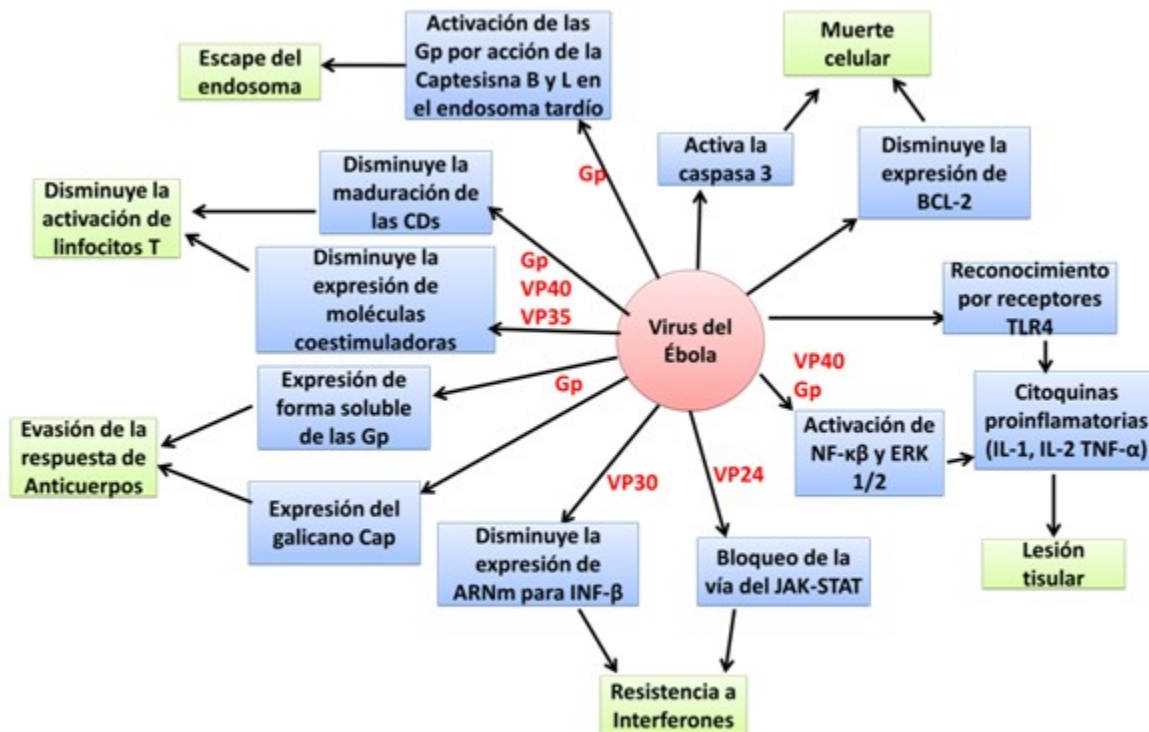 Activación de las
Gp por acción de la
Captesisna B y L en
el endosoma tardío
Escape del
endosoma
Muerte
celular
Activa la
caspasa 3
Disminuye la
expresión de
BCL-2
Gp
Disminuye la
maduración de
las CDs
Disminuye la
activación de
linfocitos T
Disminuye la
expresión de
moléculas
coestimuladoras
Gp
VP40
VP35
Virus del
Ébola
Reconocimiento
por receptores
TLR4
VP40
Gp
Citoquinas
proinflamatorias
(IL-1, IL-2 TNF-α)
Activación de
NF-κβ y ERK
1/2
Lesión
tisular
Gp
Expresión de
forma soluble
de las Gp
Evasión de la
respuesta de
Anticuerpos
Expresión del
galicano Cap
VP30
VP24
Disminuye la
expresión de
ARNm para INF-β
Bloqueo de la
vía del JAK-STAT
Resistencia a
Interferones